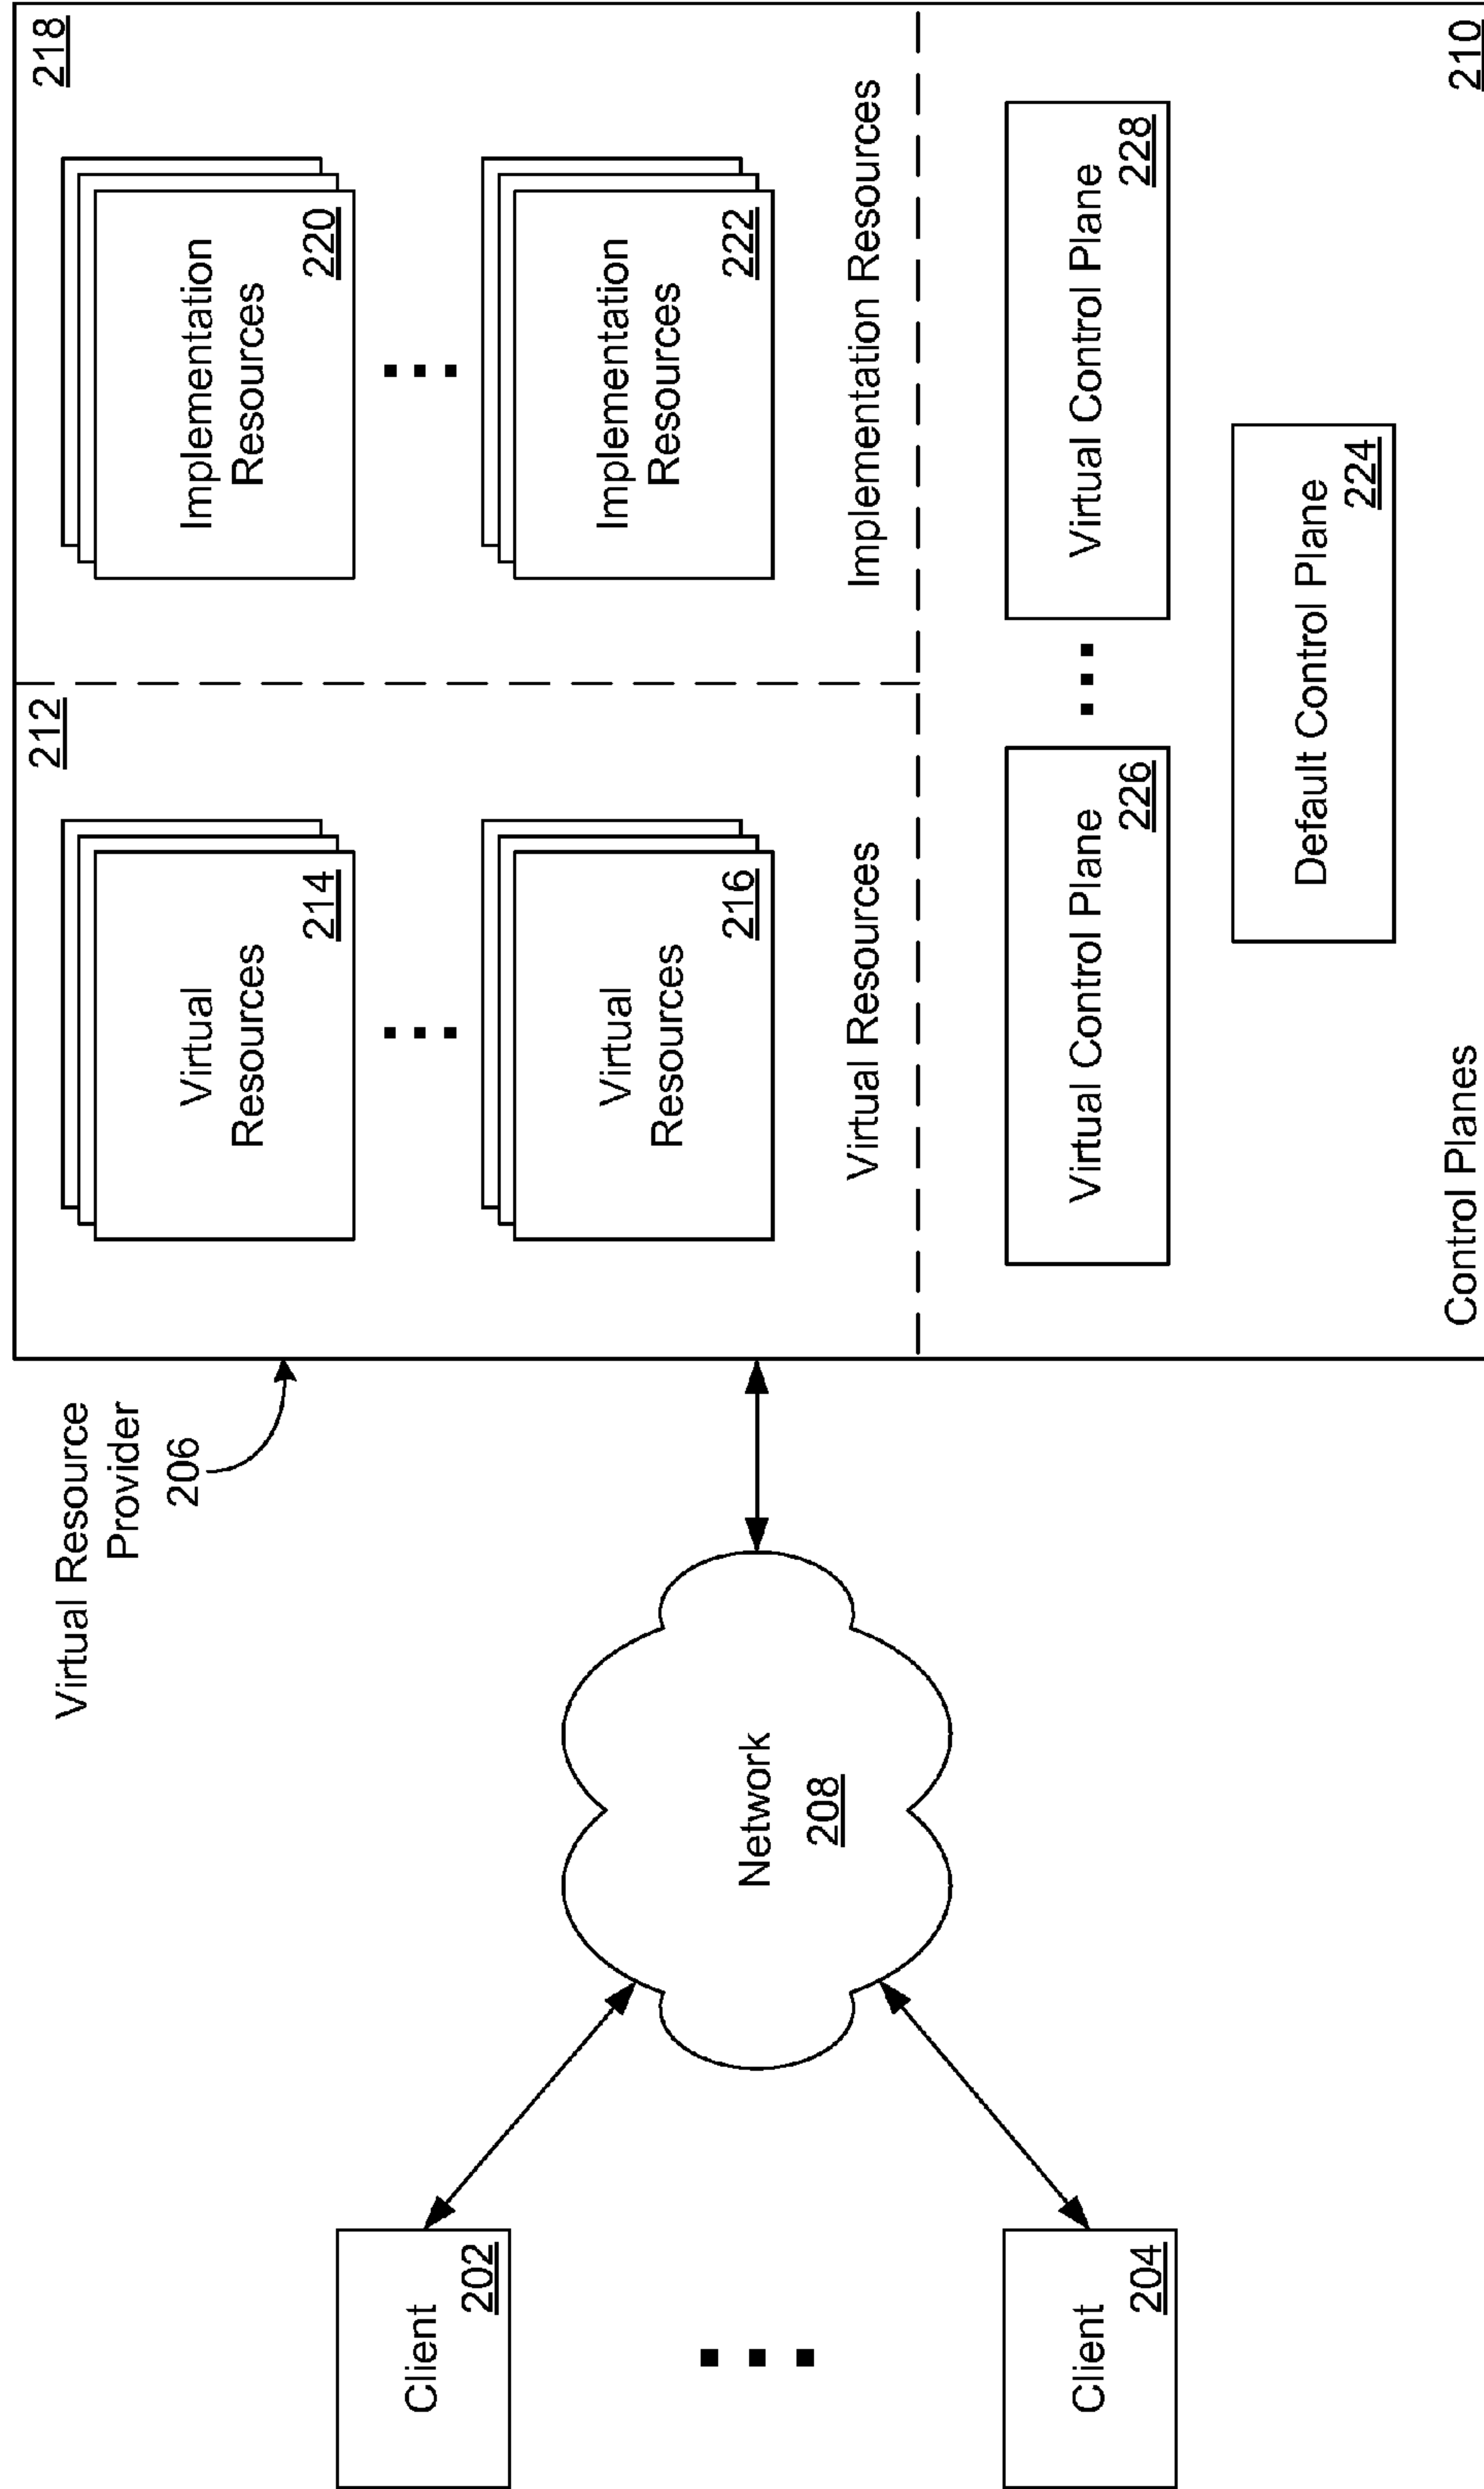 Client
202
Client
204
Network
208
Virtual Resource
Provider
206
212
Virtual
Resources
214
Virtual
Resources
216
Virtual Resources
218
Implementation
Resources
220
Implementation
Resources
222
Implementation Resources
Virtual Control Plane
226
Virtual Control Plane
228
Default Control Plane
224
Control Planes
210